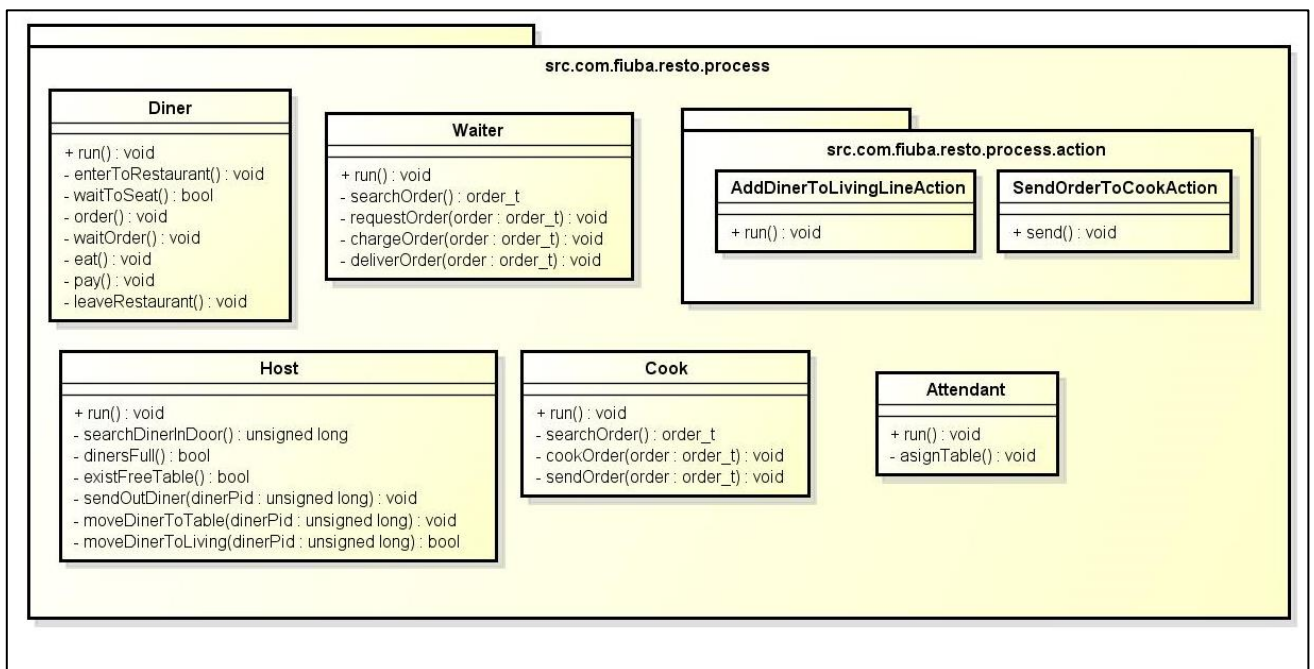 src.com.fiuba.resto.process
Diner
+ run() : void
- enterToRestaurant() : void
- waitToSeat() : bool
- order() : void
- waitOrder() : void
- eat() : void
- pay() : void
- leaveRestaurant() : void
Waiter
+ run() : void
- searchOrder() : order_t
- requestOrder(order : order_t) : void
- chargeOrder(order : order_t) : void
- deliverOrder(order : order_t) : void
src.com.fiuba.resto.process.action
AddDinerToLivingLineAction
+ run() : void
SendOrderToCookAction
+ send() : void
Host
+ run() : void
- searchDinerInDoor() : unsigned long
- dinersFull() : bool
- existFreeTable() : bool
- sendOutDiner(dinerPid : unsigned long) : void
- moveDinerToTable(dinerPid : unsigned long) : void
- moveDinerToLiving(dinerPid : unsigned long) : bool
Cook
+ run() : void
- searchOrder() : order_t
- cookOrder(order : order_t) : void
- sendOrder(order : order_t) : void
Attendant
+ run() : void
- asignTable() : void